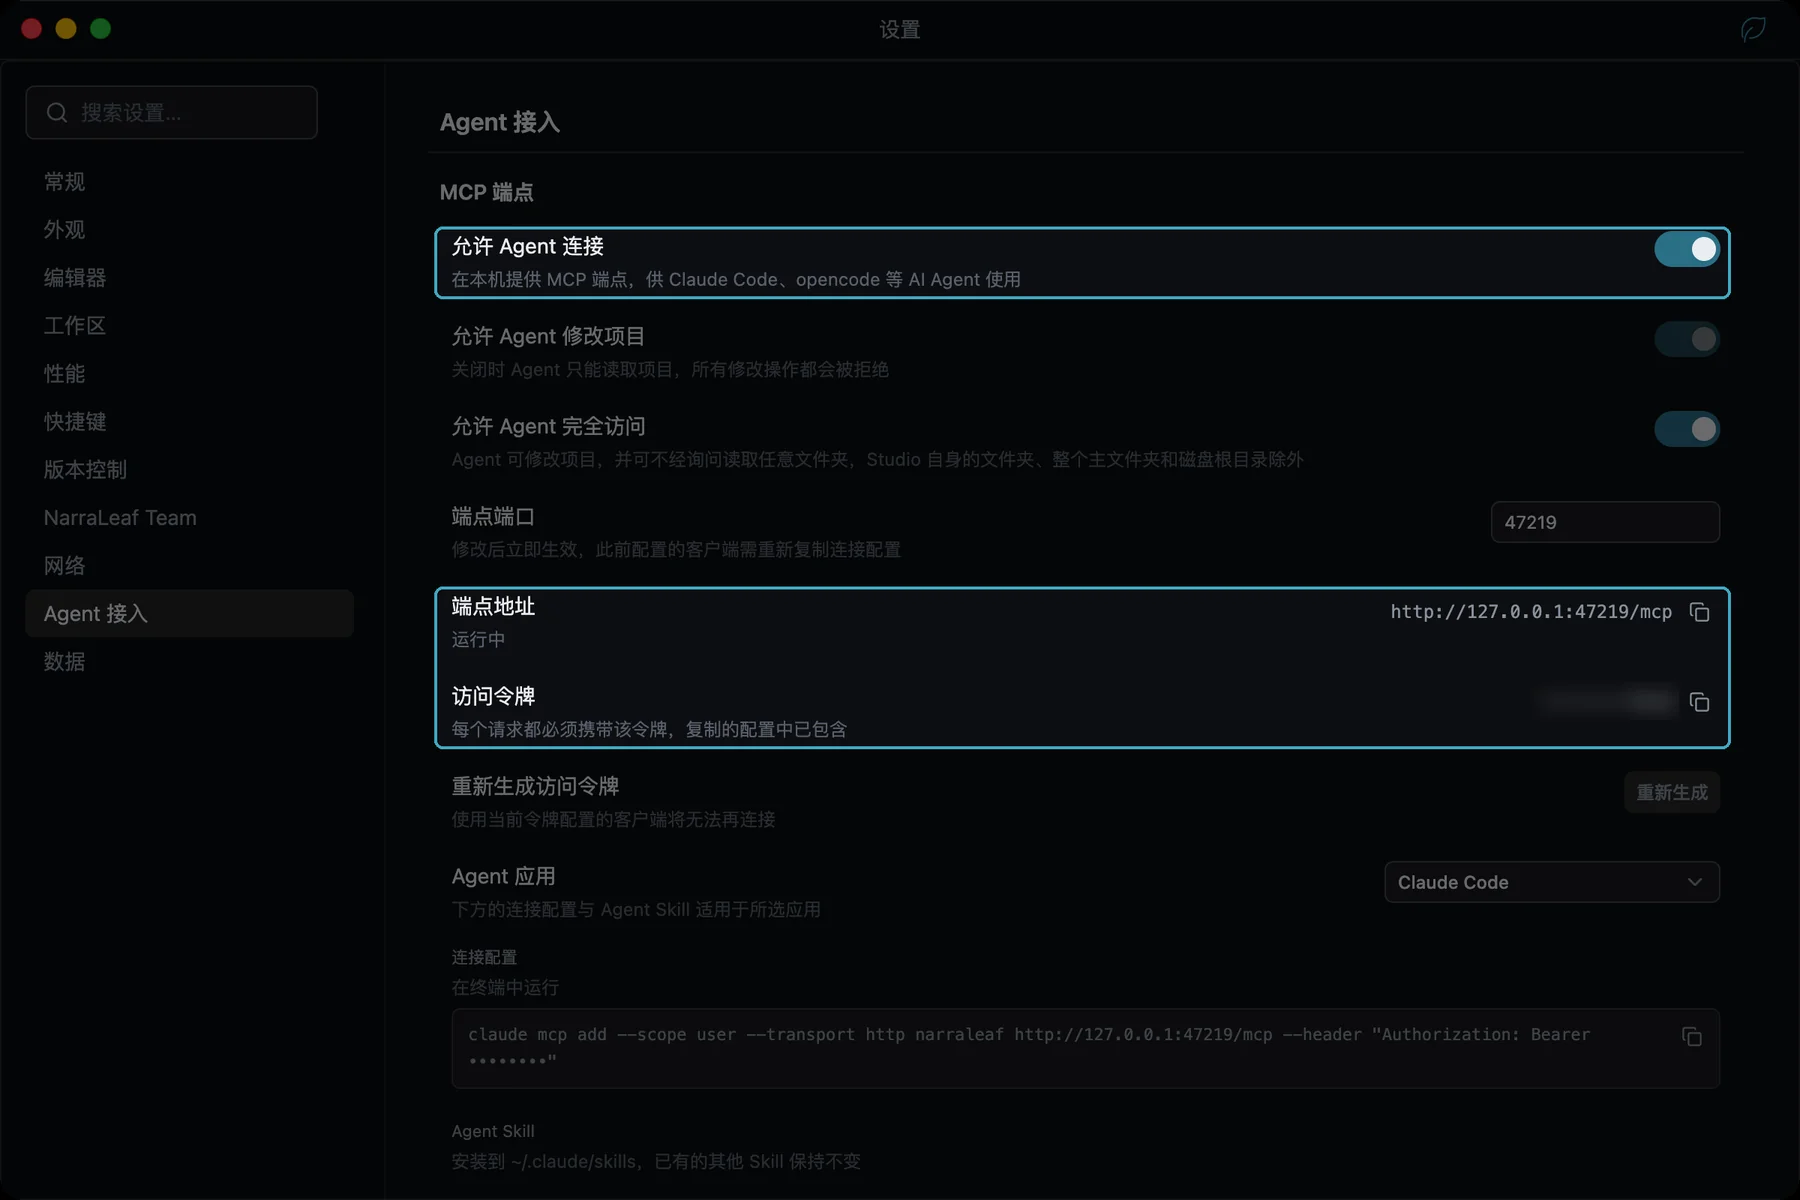 设置
搜索设置...
常规
外观
编辑器
工作区
性能
快捷键
版本控制
NarraLeaf Team
网络
Agent 接入
数据
Agent 接入
MCP 端点
允许 Agent 连接
在本机提供 MCP 端点，供 Claude Code、opencode 等 AI Agent 使用
允许 Agent 修改项目
关闭时 Agent 只能读取项目，所有修改操作都会被拒绝
允许 Agent 完全访问
Agent 可修改项目，并可不经询问读取任意文件夹，Studio 自身的文件夹、整个主文件夹和磁盘根目录除外
端点端口
47219
修改后立即生效，此前配置的客户端需重新复制连接配置
端点地址
http://127.0.0.1:47219/mcp
运行中
访问令牌
每个请求都必须携带该令牌，复制的配置中已包含
重新生成访问令牌
重新生成
使用当前令牌配置的客户端将无法再连接
Agent 应用
Claude Code
下方的连接配置与 Agent Skill 适用于所选应用
连接配置
在终端中运行
claude mcp add --scope user --transport http narraleaf http://127.0.0.1:47219/mcp --header "Authorization: Bearer
••••••••"
Agent Skill
安装到 ~/.claude/skills，已有的其他 Skill 保持不变